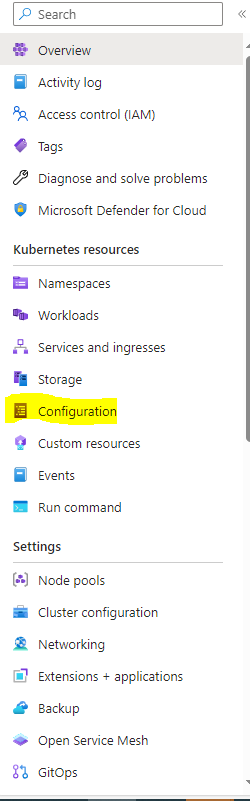 Search
Overview
Activity log
Access control (IAM)
Tags
Diagnose and solve problems
Microsoft Defender for Cloud
Kubernetes resources
Namespaces
Workloads
Services and ingresses
Storage
Configuration
Custom resources
Events
Run command
Settings
Node pools
Cluster configuration
Networking
Extensions + applications
Backup
Open Service Mesh
GitOps